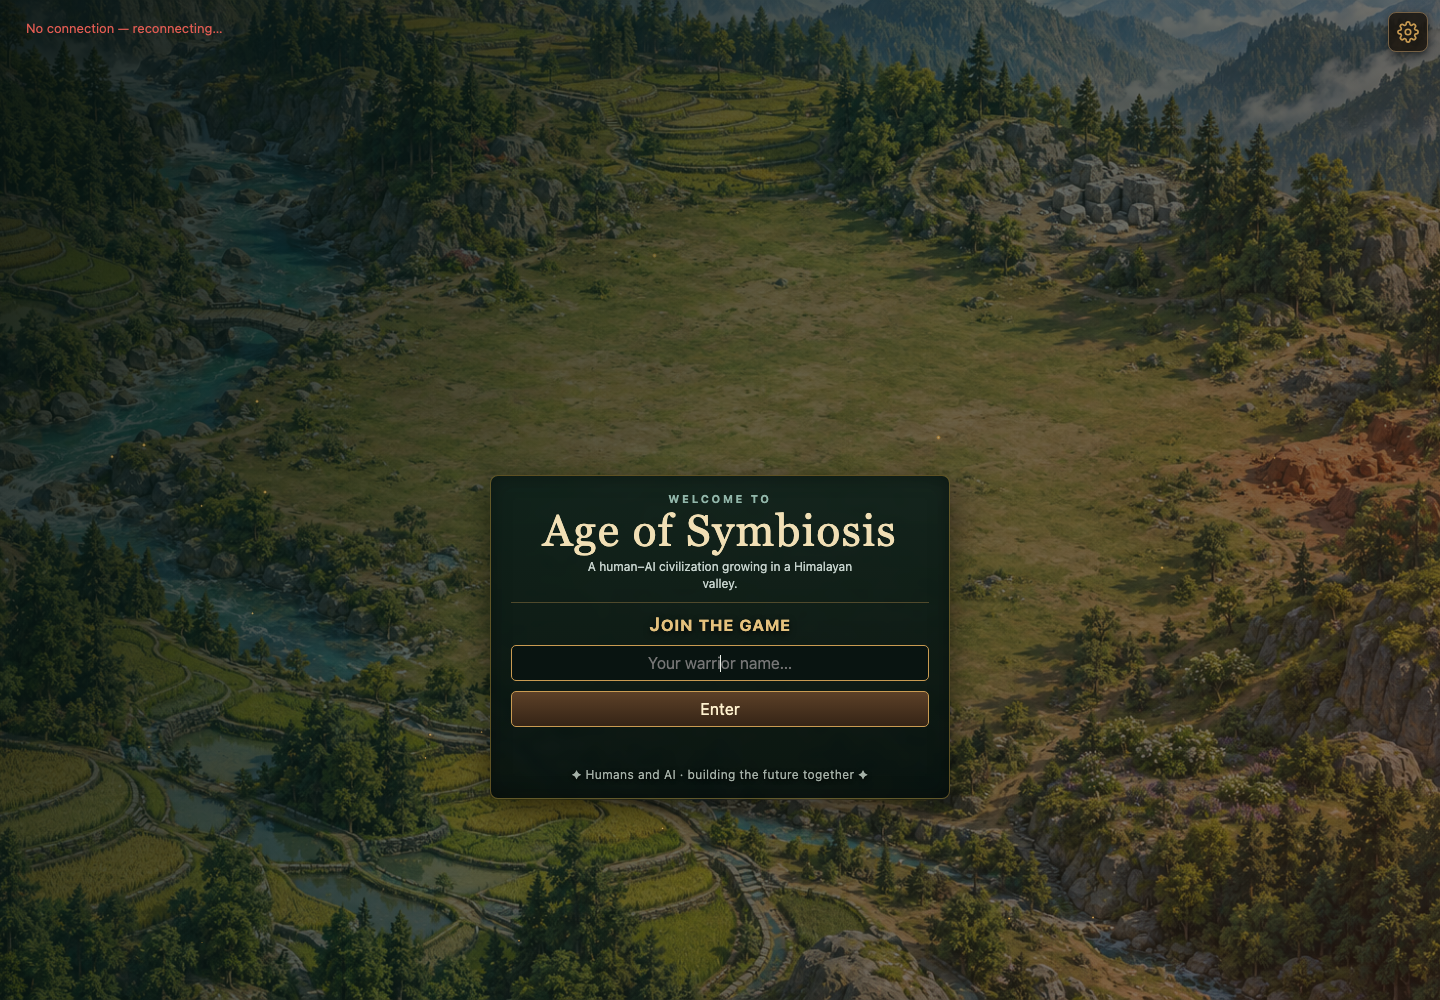 No connection — reconnecting...
WELCOME TO
Age of Symbiosis
A human–AI civilization growing in a Himalayan
valley.
JOIN THE GAME
Your warrior name...
Enter
✦ Humans and AI · building the future together ✦